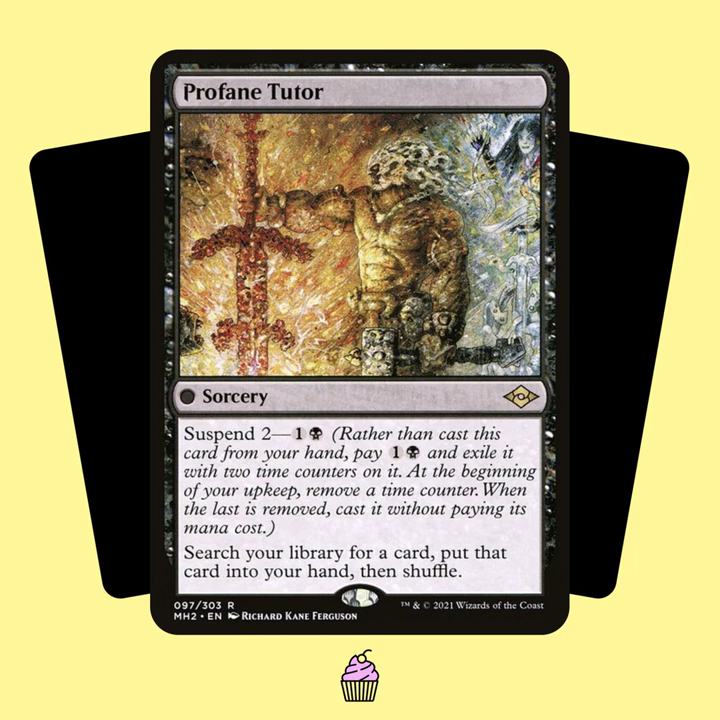 Profane Tutor
Sorcery
Suspend 2—1 (Rather than cast this
card from your hand, pay 1 and exile it
with two time counters on it. At the beginning
of your upkeep, remove a time counter. When
the last is removed, cast it without paying its
mana cost.)
Search your library for a card, put that
card into your hand, then shuffle.
097/303 R
MH2 • EN RICHARD KANE FERGUSON
™ & © 2021 Wizards of the Coast